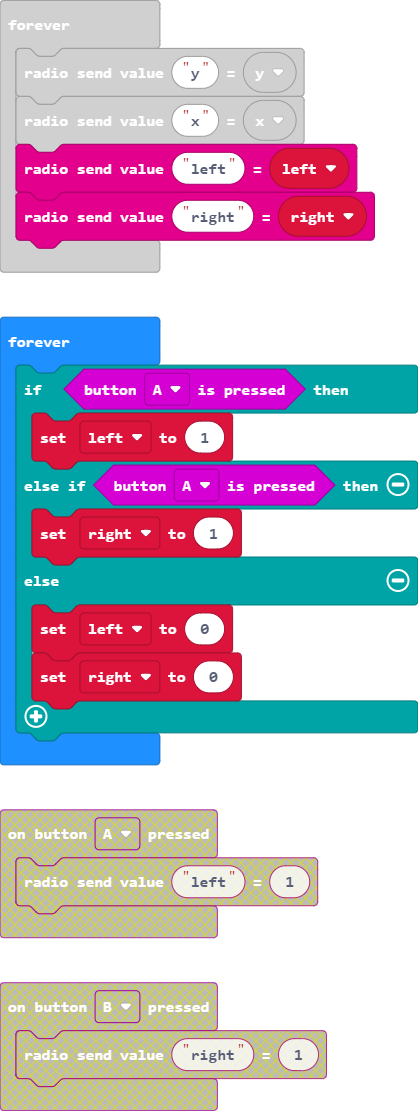 forever
radio send value "y" = y
radio send value "x" = x
radio send value "left" = left
radio send value "right" = right
forever
if button A is pressed then
set left to 1
else if button A is pressed then
set right to 1
else
set left to 0
set right to 0
on button A pressed
radio send value "left" = 1
on button B pressed
radio send value "right" = 1